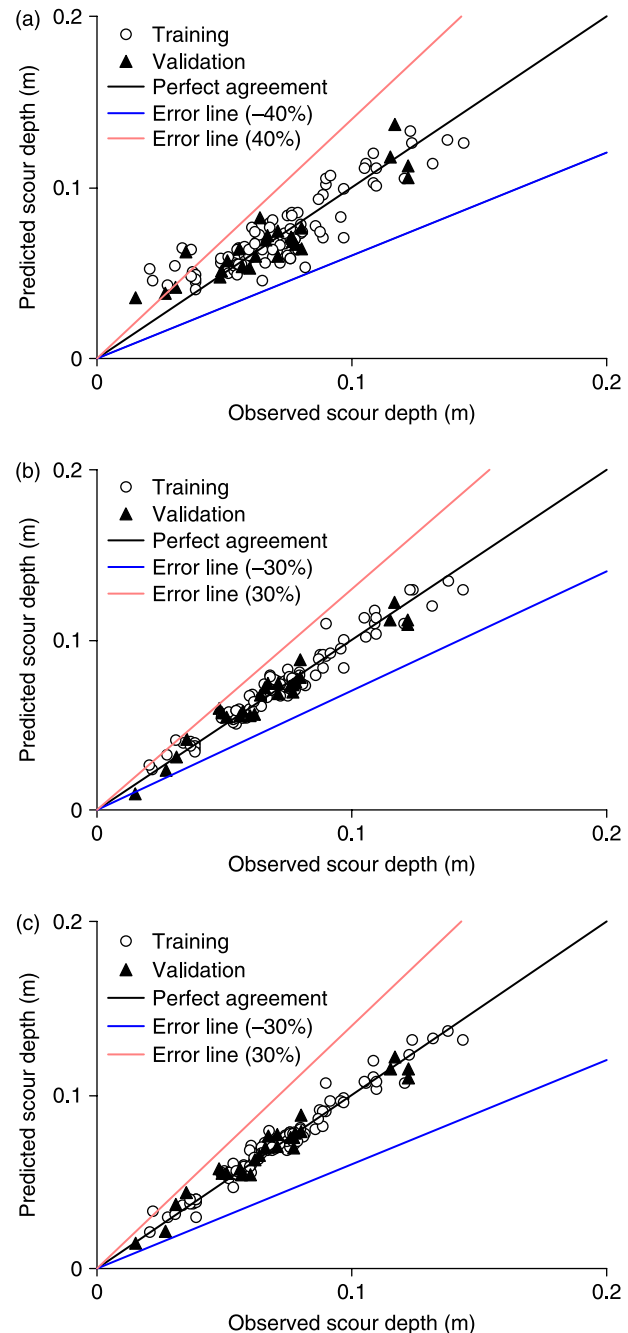 (a)
0.2
Training
Validation
Perfect agreement
Error line (–40%)
Error line (40%)
Predicted scour depth (m)
0.1
0
0
0.1
0.2
Observed scour depth (m)
(b)
0.2
Training
Validation
Perfect agreement
Error line (–30%)
Error line (30%)
Predicted scour depth (m)
0.1
0
0
0.1
0.2
Observed scour depth (m)
(c)
0.2
Training
Validation
Perfect agreement
Error line (–30%)
Error line (30%)
Predicted scour depth (m)
0.1
0
0
0.1
0.2
Observed scour depth (m)